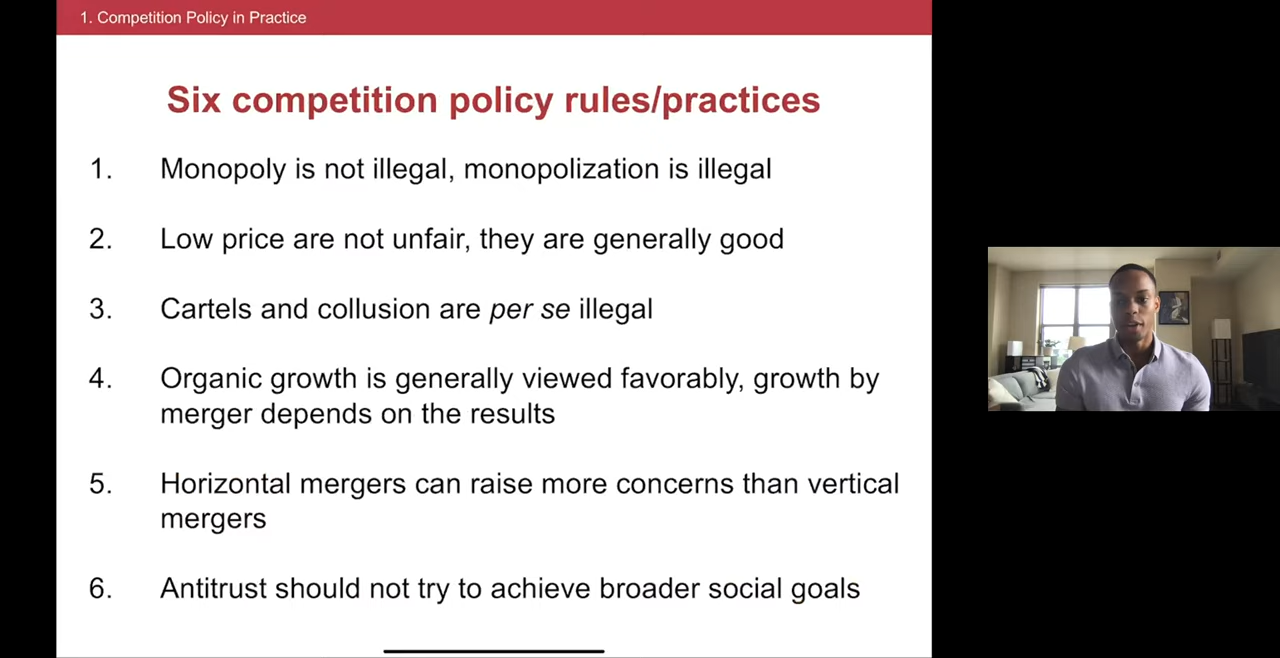 1. Competition Policy in Practice
Six competition policy rules/practices
1. Monopoly is not illegal, monopolization is illegal
2. Low price are not unfair, they are generally good
3. Cartels and collusion are per se illegal
4. Organic growth is generally viewed favorably, growth by
merger depends on the results
5. Horizontal mergers can raise more concerns than vertical
mergers
6. Antitrust should not try to achieve broader social goals